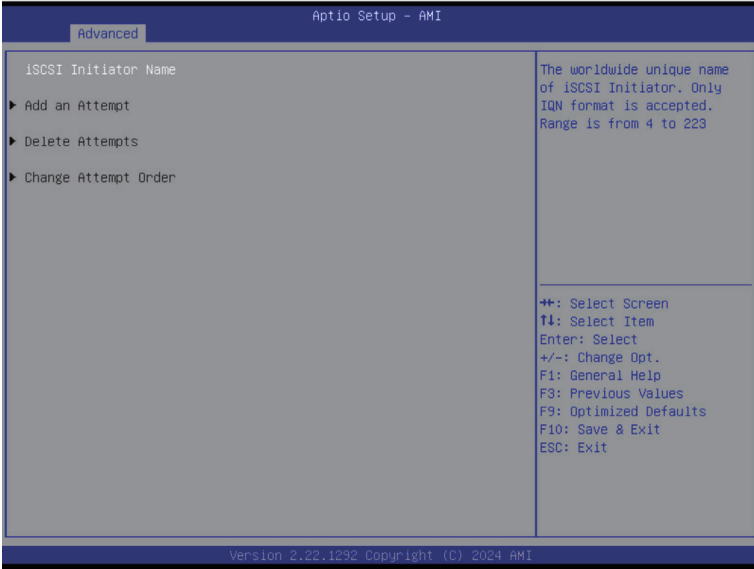 Aptio Setup – AMI
Advanced
iSCSI Initiator Name
Add an Attempt
Delete Attempts
Change Attempt Order
The worldwide unique name
of iSCSI Initiator. Only
IQN format is accepted.
Range is from 4 to 223
→←: Select Screen
↑↓: Select Item
Enter: Select
+/-: Change Opt.
F1: General Help
F3: Previous Values
F9: Optimized Defaults
F10: Save & Exit
ESC: Exit
Version 2.22.1292 Copyright (C) 2024 AMI